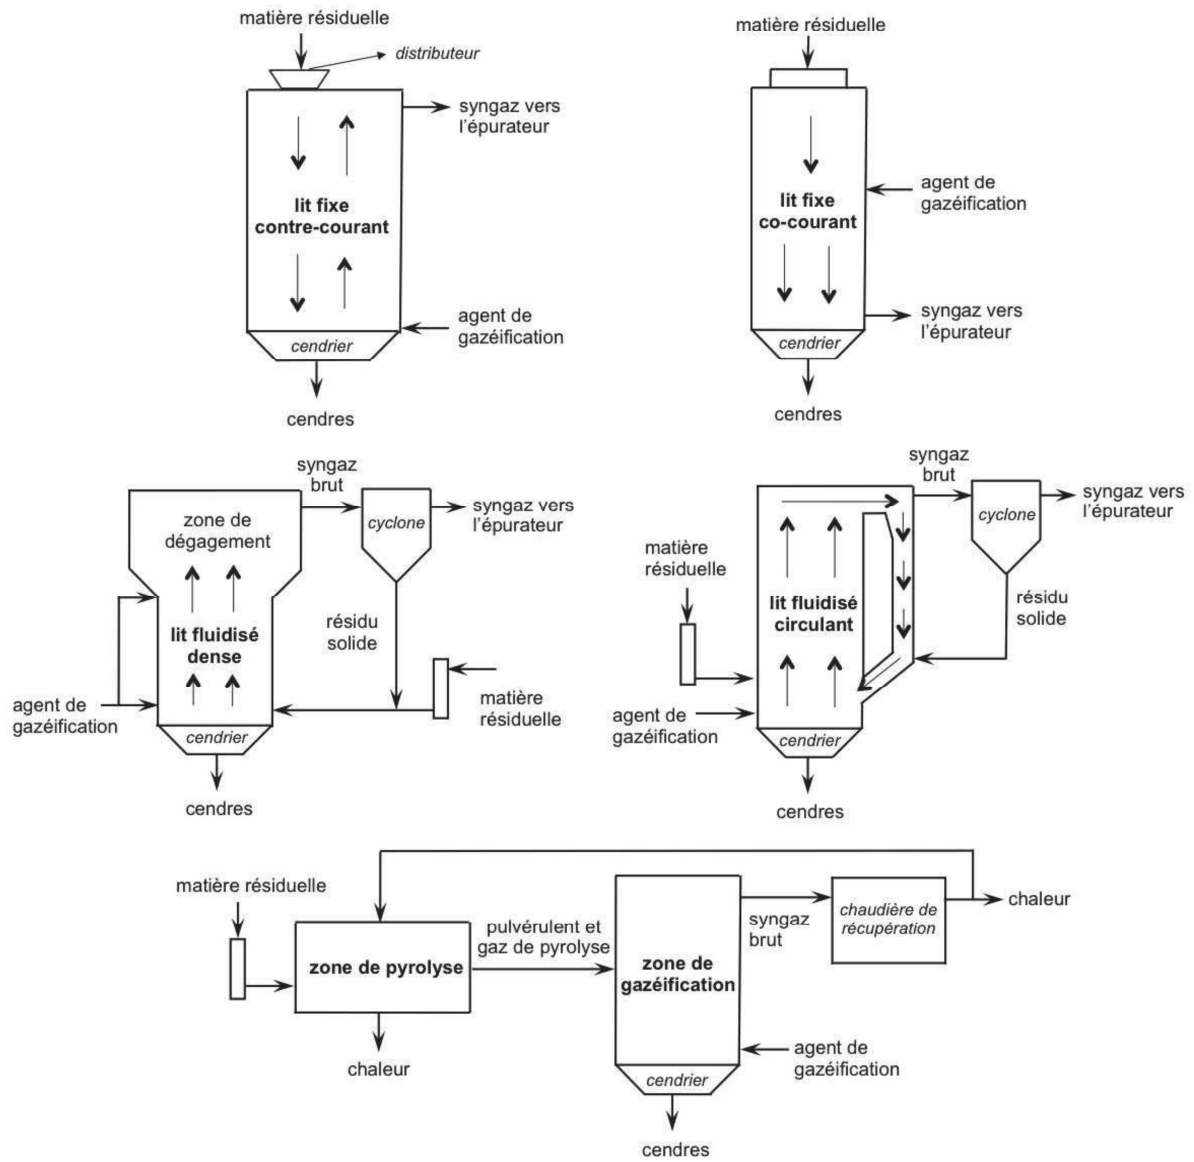 matière résiduelle
distributeur
syngaz vers
l'épurateur
lit fixe
contre-courant
agent de
gazéification
cendrier
cendres
matière résiduelle
agent de
gazéification
lit fixe
co-courant
syngaz vers
l'épurateur
cendrier
cendres
syngaz
brut
zone de
dégagement
cyclone
syngaz vers
l'épurateur
lit fluidisé
dense
résidu
solide
agent de
gazéification
matière
résiduelle
cendrier
cendres
syngaz
brut
cyclone
syngaz vers
l'épurateur
matière
résiduelle
lit fluidisé
circulant
résidu
solide
agent de
gazéification
cendrier
cendres
matière résiduelle
zone de pyrolyse
chaleur
pulvérulent et
gaz de pyrolyse
zone de
gazéification
syngaz
brut
chaudière de
récupération
chaleur
agent de
gazéification
cendrier
cendres